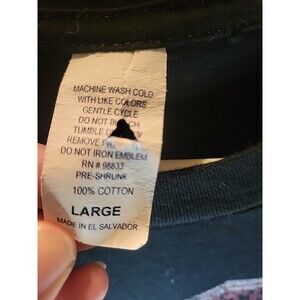 MACHINE WASH COLD
WITH LIKE COLORS
GENTLE CYCLE
DO NOT
TUMBLE
REMOVE
DO NOT IRON EMBLEM
RN # 98833
PRE-SHRUNK
100% COTTON
LARGE
MADE IN EL SALVADOR